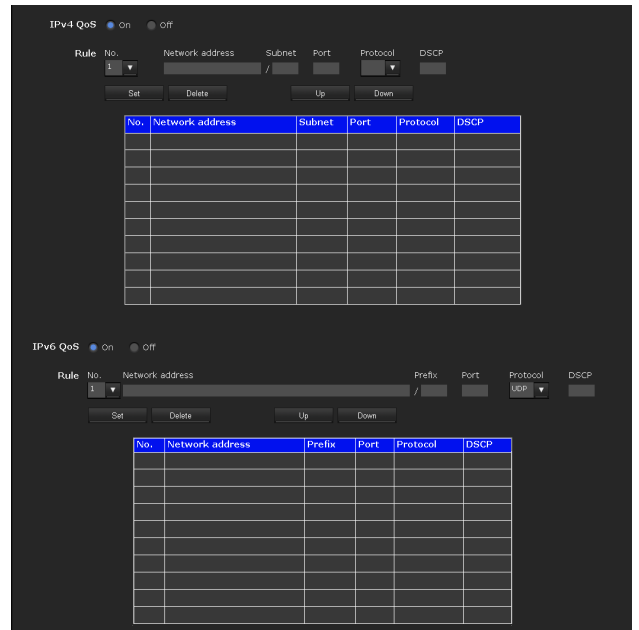 IPv4 QoS On Off
Rule No. Network address Subnet Port Protocol DSCP
1 /
Set Delete Up Down
No. Network address Subnet Port Protocol DSCP
IPv6 QoS On Off
Rule No. Network address Prefix Port Protocol DSCP
1 / UDP
Set Delete Up Down
No. Network address Prefix Port Protocol DSCP